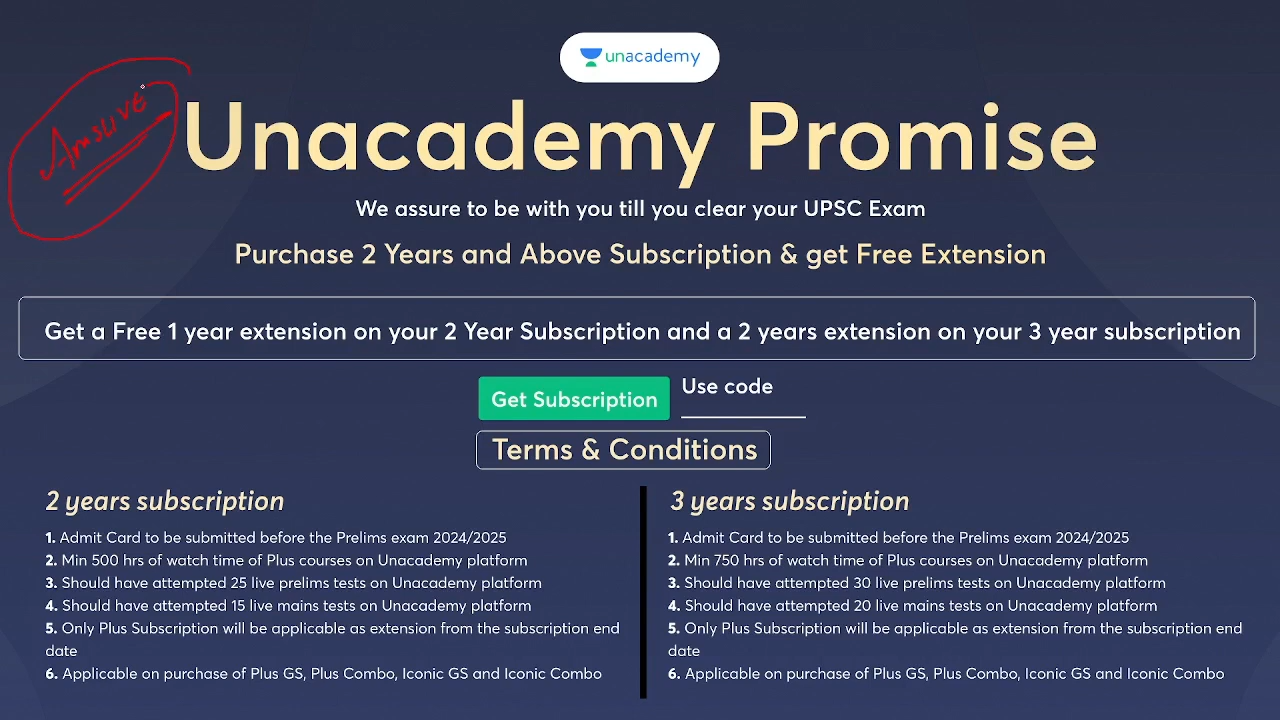 unacademy
AMSLIVE
Unacademy Promise
We assure to be with you till you clear your UPSC Exam
Purchase 2 Years and Above Subscription & get Free Extension
Get a Free 1 year extension on your 2 Year Subscription and a 2 years extension on your 3 year subscription
Get Subscription
Use code
Terms & Conditions
2 years subscription
1. Admit Card to be submitted before the Prelims exam 2024/2025
2. Min 500 hrs of watch time of Plus courses on Unacademy platform
3. Should have attempted 25 live prelims tests on Unacademy platform
4. Should have attempted 15 live mains tests on Unacademy platform
5. Only Plus Subscription will be applicable as extension from the subscription end
date
6. Applicable on purchase of Plus GS, Plus Combo, Iconic GS and Iconic Combo
3 years subscription
1. Admit Card to be submitted before the Prelims exam 2024/2025
2. Min 750 hrs of watch time of Plus courses on Unacademy platform
3. Should have attempted 30 live prelims tests on Unacademy platform
4. Should have attempted 20 live mains tests on Unacademy platform
5. Only Plus Subscription will be applicable as extension from the subscription end
date
6. Applicable on purchase of Plus GS, Plus Combo, Iconic GS and Iconic Combo